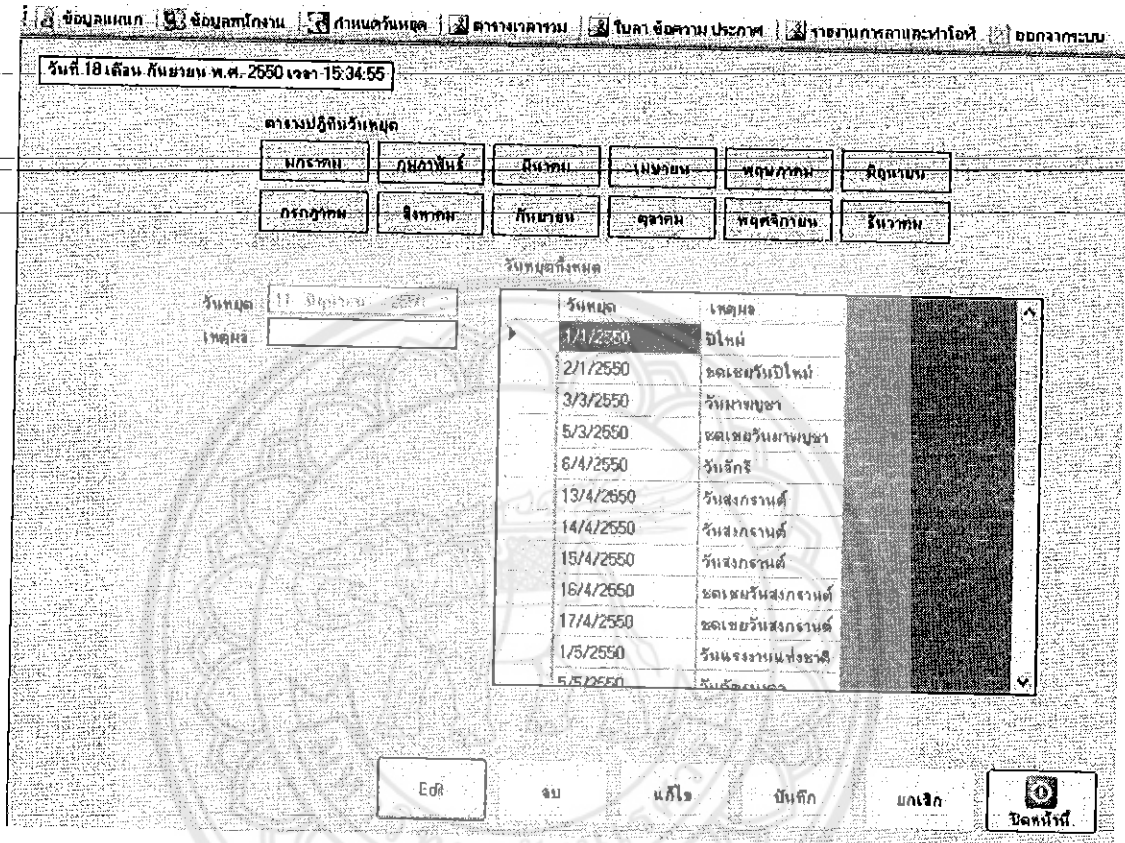 ข้อมูลแผนก ข้อมูลพนักงาน กำหนดวันหยุด ตารางเวลารวม ใบลา ข้อความ ประกาศ รายงานการลาและทำโอที ออกจากระบบ
วันที่ 18 เดือน กันยายน พ.ศ. 2550 เวลา 15:34:55
ตารางปฏิทินวันหยุด
มกราคม กุมภาพันธ์ มีนาคม เมษายน พฤษภาคม มิถุนายน
กรกฎาคม สิงหาคม กันยายน ตุลาคม พฤศจิกายน ธันวาคม
วันหยุดทั้งหมด
วันหยุด 11 มิถุนายน
เหตุผล
วันหยุด เหตุผล
1/1/2550 ปีใหม่
2/1/2550 ชดเชยวันปีใหม่
3/3/2550 วันมาฆบูชา
5/3/2550 ชดเชยวันมาฆบูชา
6/4/2550 วันจักรี
13/4/2550 วันสงกรานต์
14/4/2550 วันสงกรานต์
15/4/2550 วันสงกรานต์
16/4/2550 ชดเชยวันสงกรานต์
17/4/2550 ชดเชยวันสงกรานต์
1/5/2550 วันแรงงานแห่งชาติ
5/5/2550 วันฉัตรมงคล
Edit ลบ แก้ไข บันทึก ยกเลิก ปิดหน้านี้